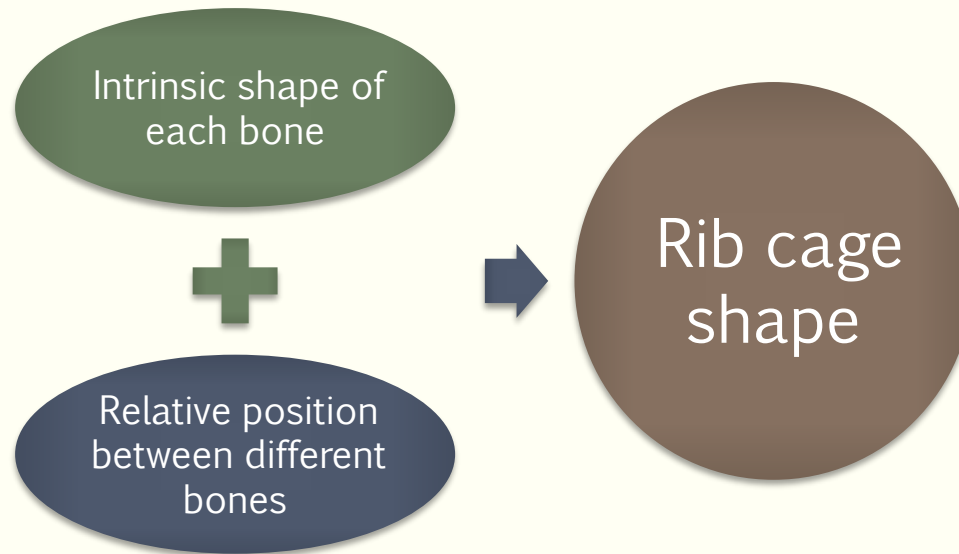 Intrinsic shape of
each bone
Relative position
between different
bones
Rib cage
shape